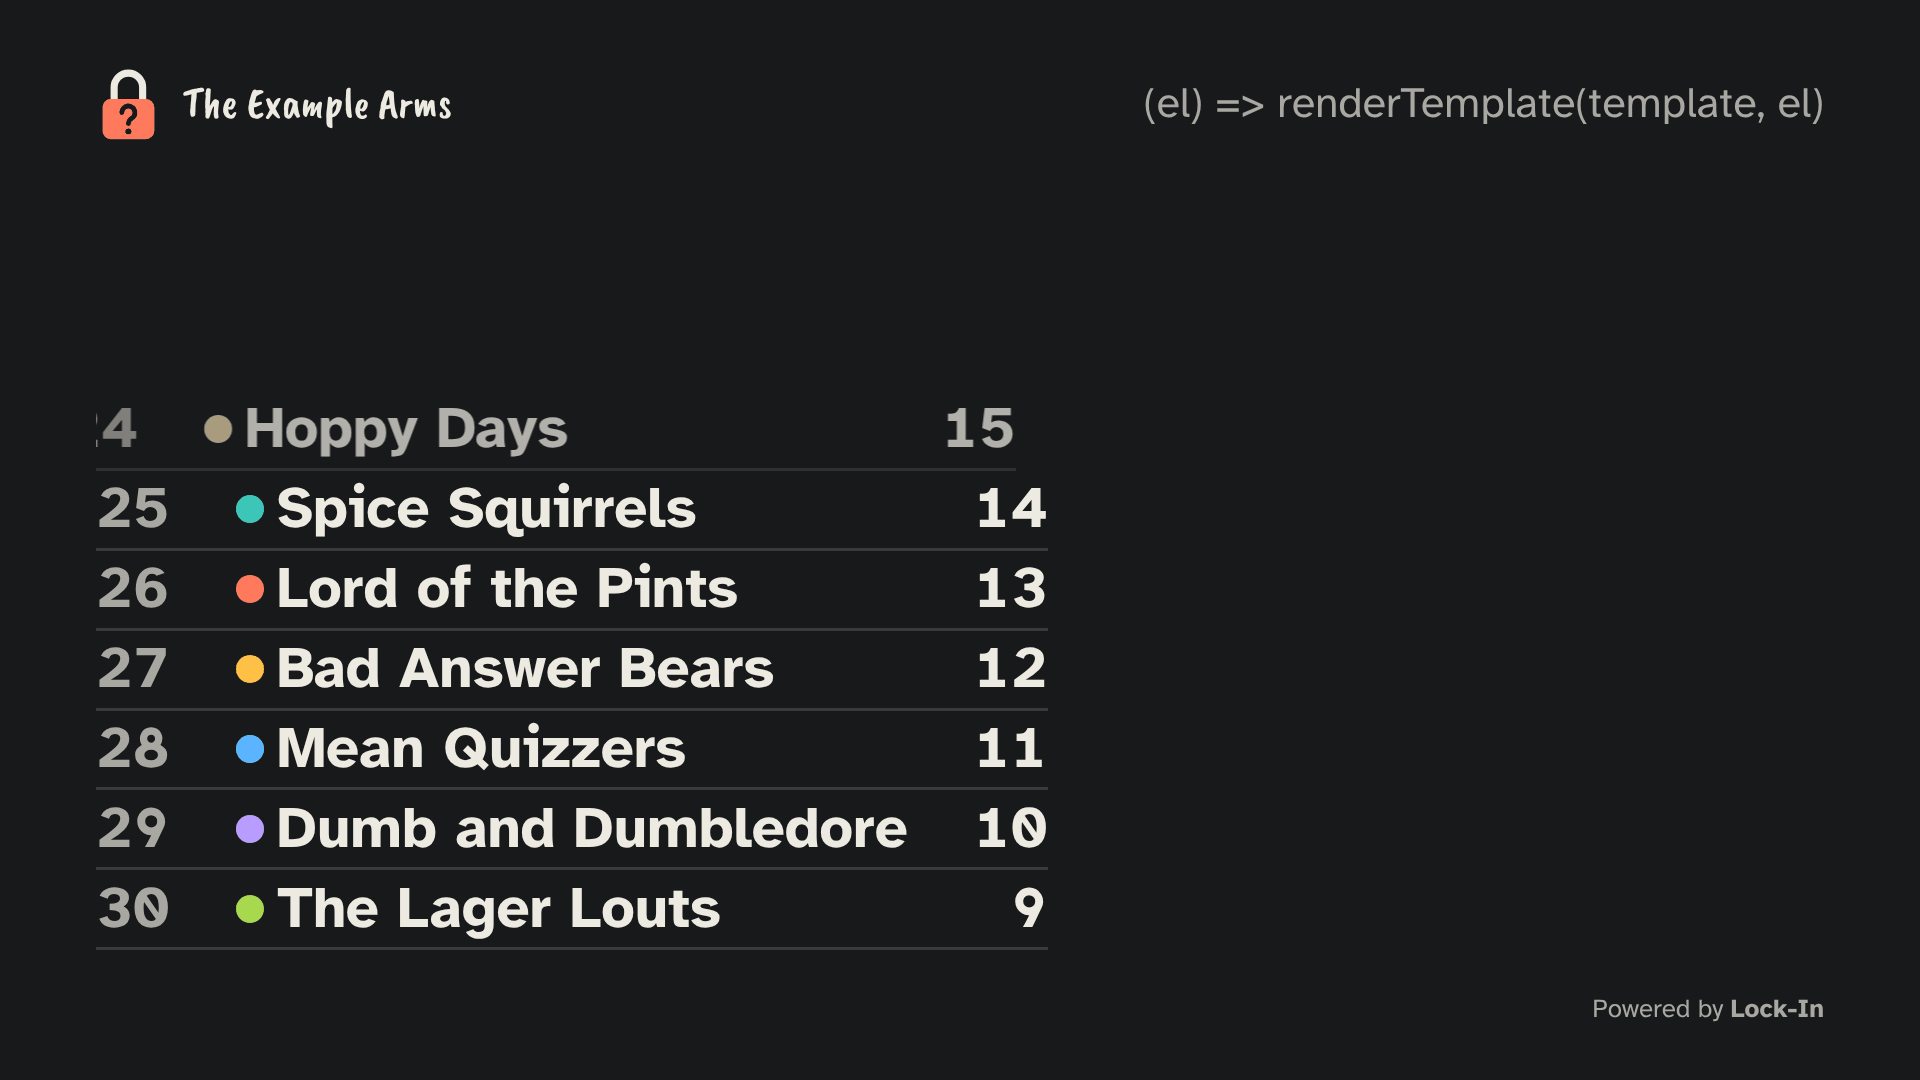 The Example Arms
(el) => renderTemplate(template, el)
4 Hoppy Days 15
25 Spice Squirrels 14
26 Lord of the Pints 13
27 Bad Answer Bears 12
28 Mean Quizzers 11
29 Dumb and Dumbledore 10
30 The Lager Louts 9
Powered by Lock-In